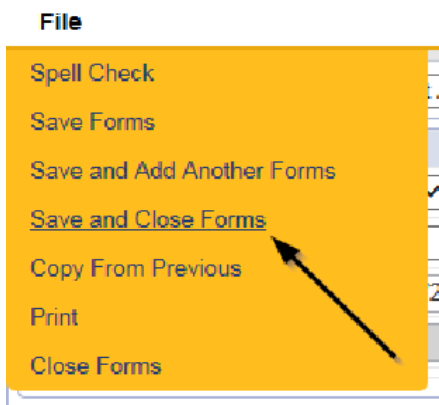 File
Spell Check
Save Forms
Save and Add Another Forms
Save and Close Forms
Copy From Previous
Print
Close Forms